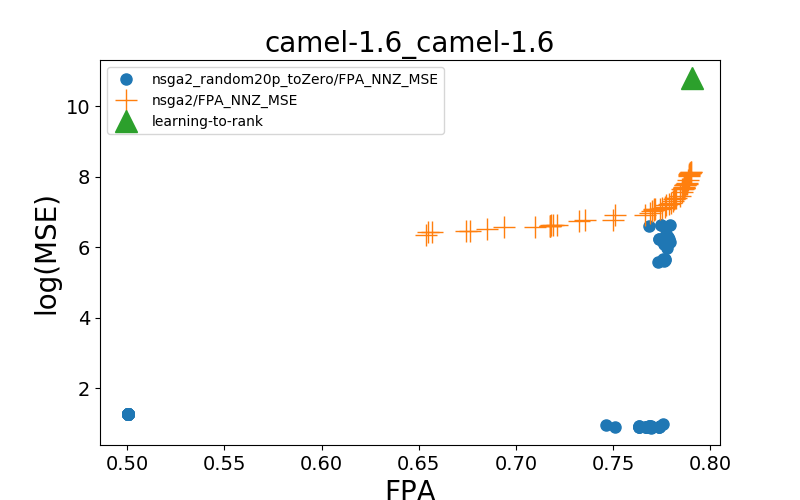 camel-1.6_camel-1.6
nsga2_random20p_toZero/FPA_NNZ_MSE
nsga2/FPA_NNZ_MSE
learning-to-rank
log(MSE)
10
8
6
4
2
0.50 0.55 0.60 0.65 0.70 0.75 0.80
FPA